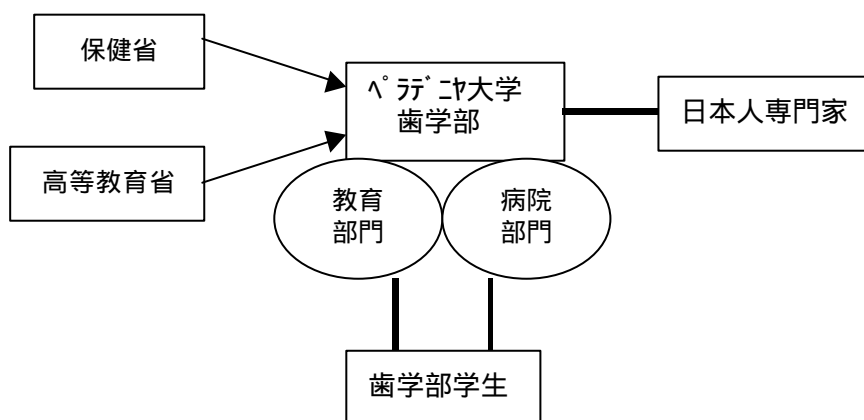 保健省
ﾍﾟﾗﾃﾞﾆﾔ大学
歯学部
日本人専門家
高等教育省
教育
部門
病院
部門
歯学部学生